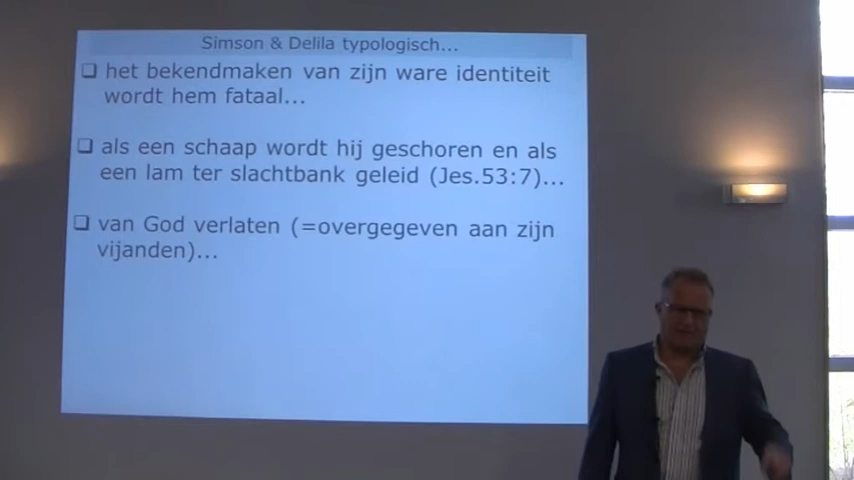 Simson & Delila typologisch...
❑ het bekendmaken van zijn ware identiteit
wordt hem fataal...
❑ als een schaap wordt hij geschoren en als
een lam ter slachtbank geleid (Jes.53:7)...
❑ van God verlaten (=overgegeven aan zijn
vijanden)...